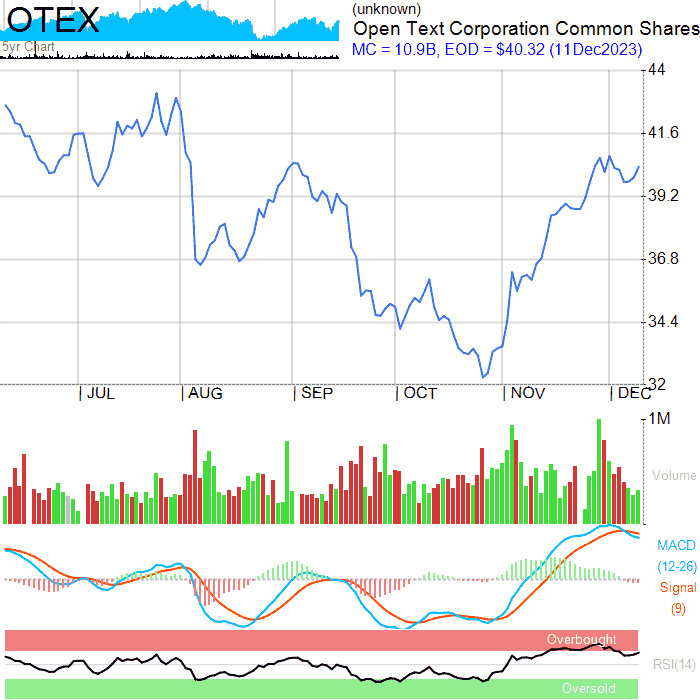 OTEX
5yr Chart
(unknown)
Open Text Corporation Common Shares
MC = 10.9B, EOD = $40.32 (11Dec2023)
44
41.6
39.2
36.8
34.4
32
JUL AUG SEP OCT NOV DEC
1M
Volume
MACD
(12-26)
Signal
(9)
Overbought
RSI(14)
Oversold